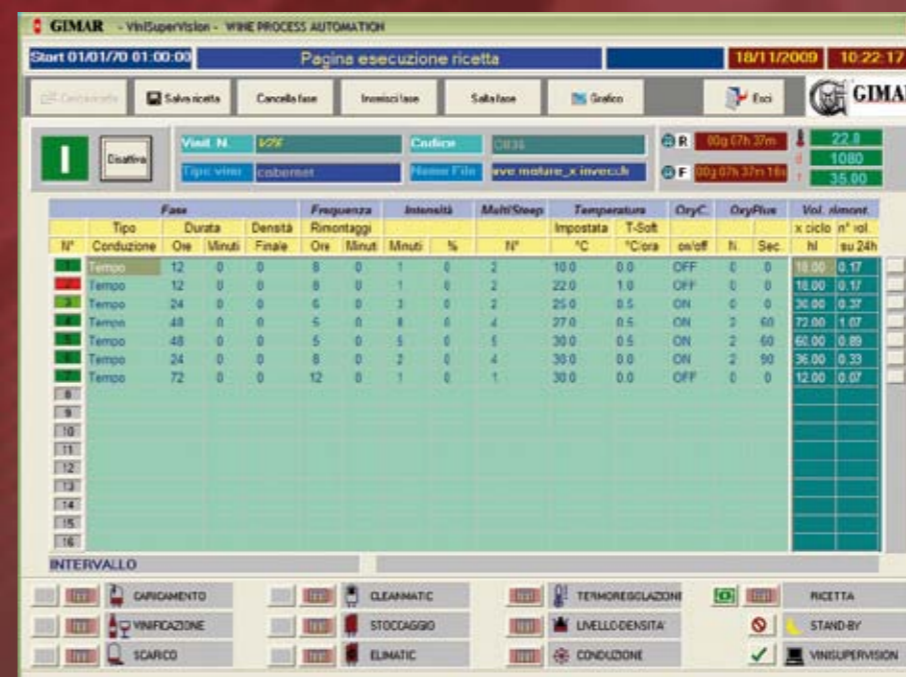 GIMAR - ViniSuperVision - WINE PROCESS AUTOMATION
Start 01/01/70 01:00:00 Pagina esecuzione ricetta 18/11/2009 10:22:17
Salva ricetta Cancella fase Inserisci fase Salta fase Grafico Esci GIMAR
I Disattiva Vinif. N. V26 Codice R 00g 07h 37m 22.8
d 1080
Tipo vino cabernet Nome File uve mature_x invecch F 00g 07h 37m 16s 35.00
Fase Frequenza Intensità MultiSteep Temperatura OxyC. OxyPlus Vol. rimont.
Tipo Durata Densità Rimontaggi Impostata T-Soft x ciclo n° vol.
N° Conduzione Ore Minuti Finale Ore Minuti Minuti % N° °C °C/ora on/off N. Sec. hl su 24h
1 Tempo 12 0 0 8 0 1 0 2 18.0 0.0 OFF 0 0 18.00 0.17
2 Tempo 12 0 0 8 0 1 0 2 22.0 1.0 OFF 0 0 18.00 0.17
3 Tempo 24 0 0 6 0 3 0 2 25.0 0.5 ON 0 0 30.00 0.37
4 Tempo 48 0 0 5 0 8 0 4 27.0 0.5 ON 2 60 72.00 1.07
5 Tempo 48 0 0 5 0 5 0 5 30.0 0.5 ON 2 60 60.00 0.89
6 Tempo 24 0 0 8 0 2 0 4 30.0 0.0 ON 2 90 36.00 0.33
7 Tempo 72 0 0 12 0 1 0 1 30.0 0.0 OFF 0 0 12.00 0.07
8
9
10
11
12
13
14
15
16
INTERVALLO
CARICAMENTO CLEANMATIC TERMOREGOLAZIONE RICETTA
VINIFICAZIONE STOCCAGGIO LIVELLO-DENSITA' STAND-BY
SCARICO ELIMATIC CONDUZIONE VINISUPERVISION